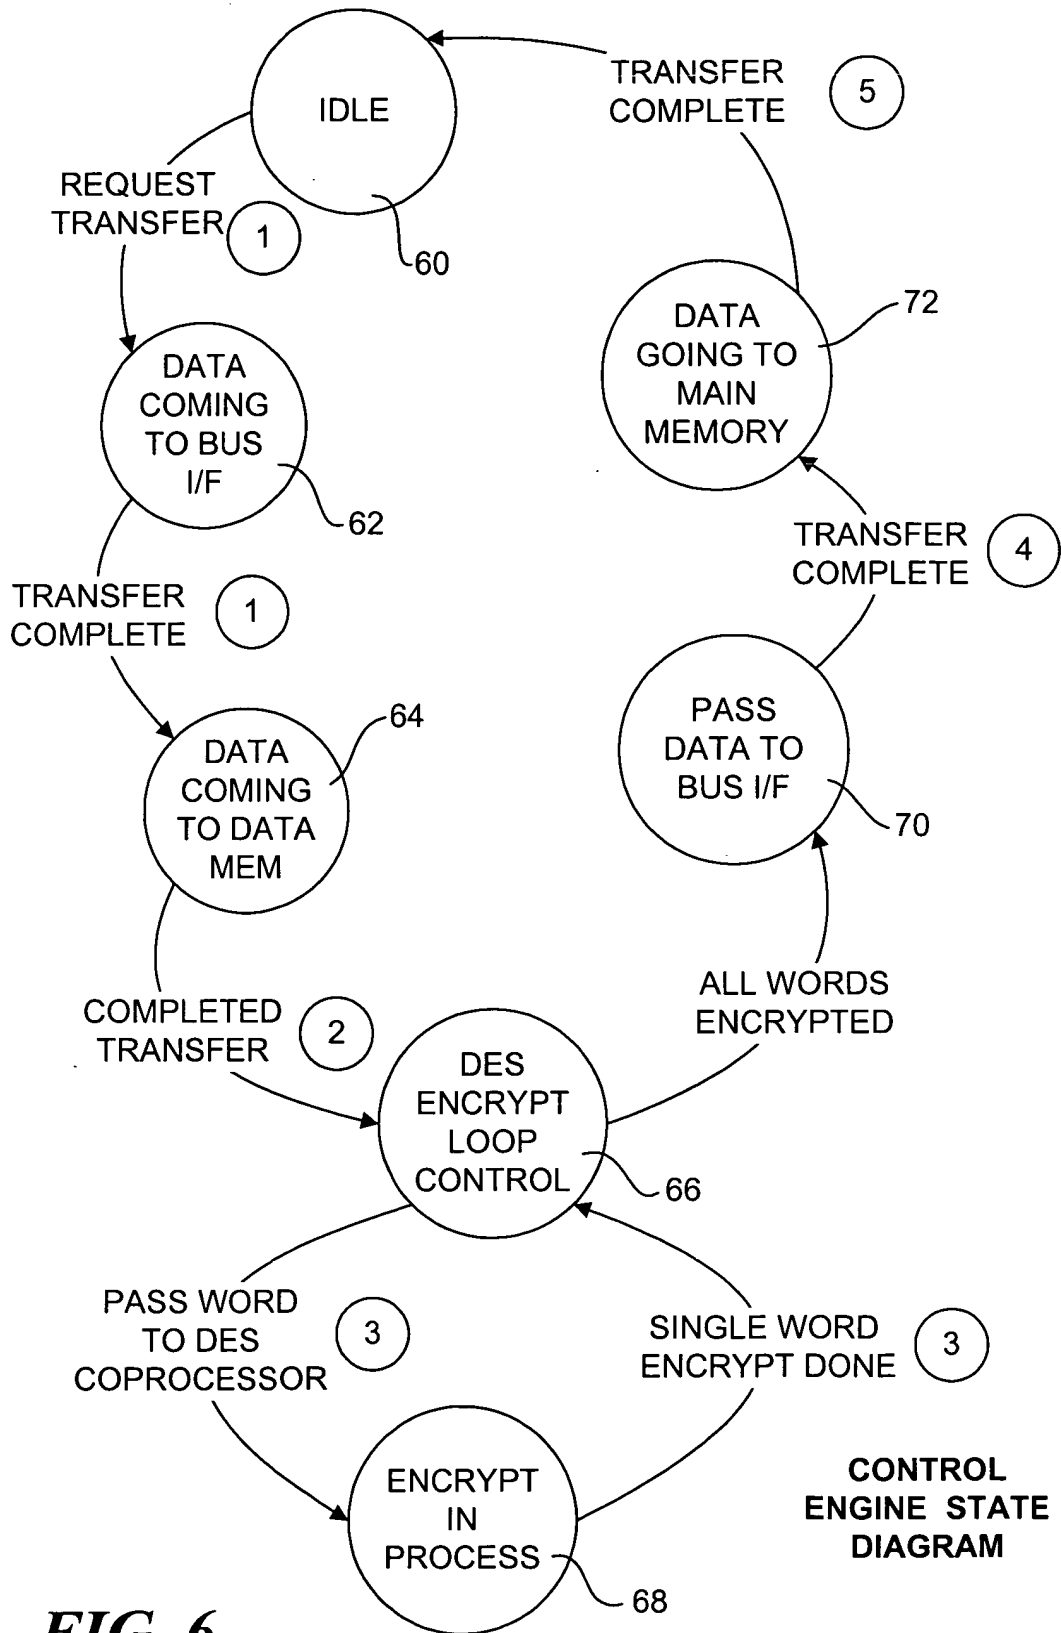 IDLE
60
TRANSFER
COMPLETE
5
REQUEST
TRANSFER
1
DATA
COMING
TO BUS
I/F
62
DATA
GOING TO
MAIN
MEMORY
72
TRANSFER
COMPLETE
1
TRANSFER
COMPLETE
4
DATA
COMING
TO DATA
MEM
64
PASS
DATA TO
BUS I/F
70
COMPLETED
TRANSFER
2
ALL WORDS
ENCRYPTED
DES
ENCRYPT
LOOP
CONTROL
66
PASS WORD
TO DES
COPROCESSOR
3
SINGLE WORD
ENCRYPT DONE
3
ENCRYPT
IN
PROCESS
68
CONTROL
ENGINE STATE
DIAGRAM
FIG. 6